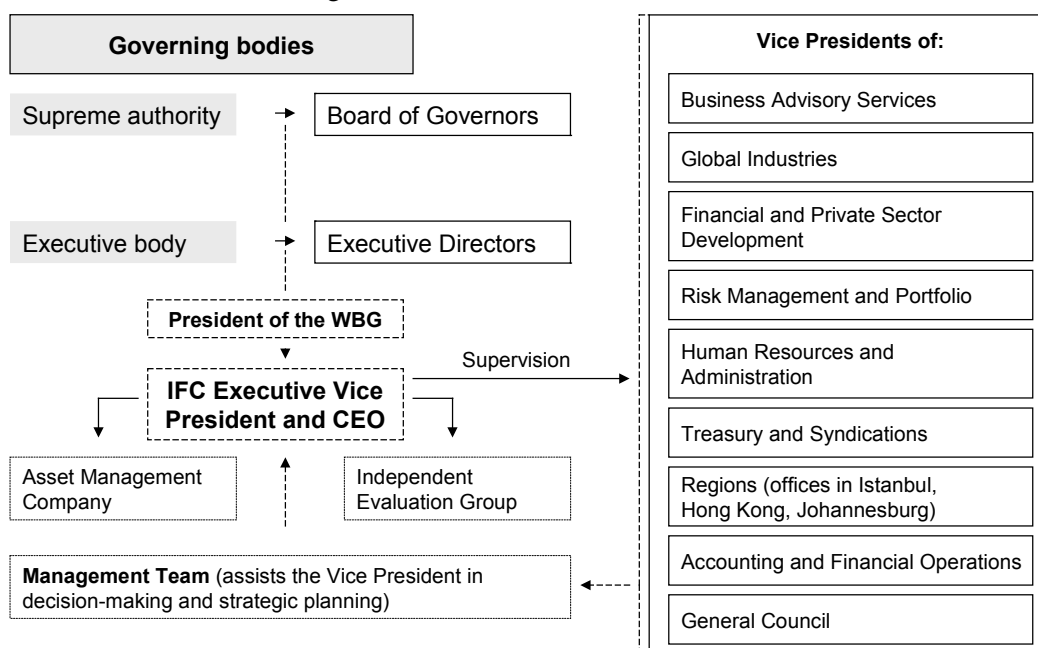 Governing bodies
Supreme authority
Board of Governors
Executive body
Executive Directors
President of the WBG
IFC Executive Vice
President and CEO
Supervision
Asset Management
Company
Independent
Evaluation Group
Management Team (assists the Vice President in
decision-making and strategic planning)
Vice Presidents of:
Business Advisory Services
Global Industries
Financial and Private Sector
Development
Risk Management and Portfolio
Human Resources and
Administration
Treasury and Syndications
Regions (offices in Istanbul,
Hong Kong, Johannesburg)
Accounting and Financial Operations
General Council